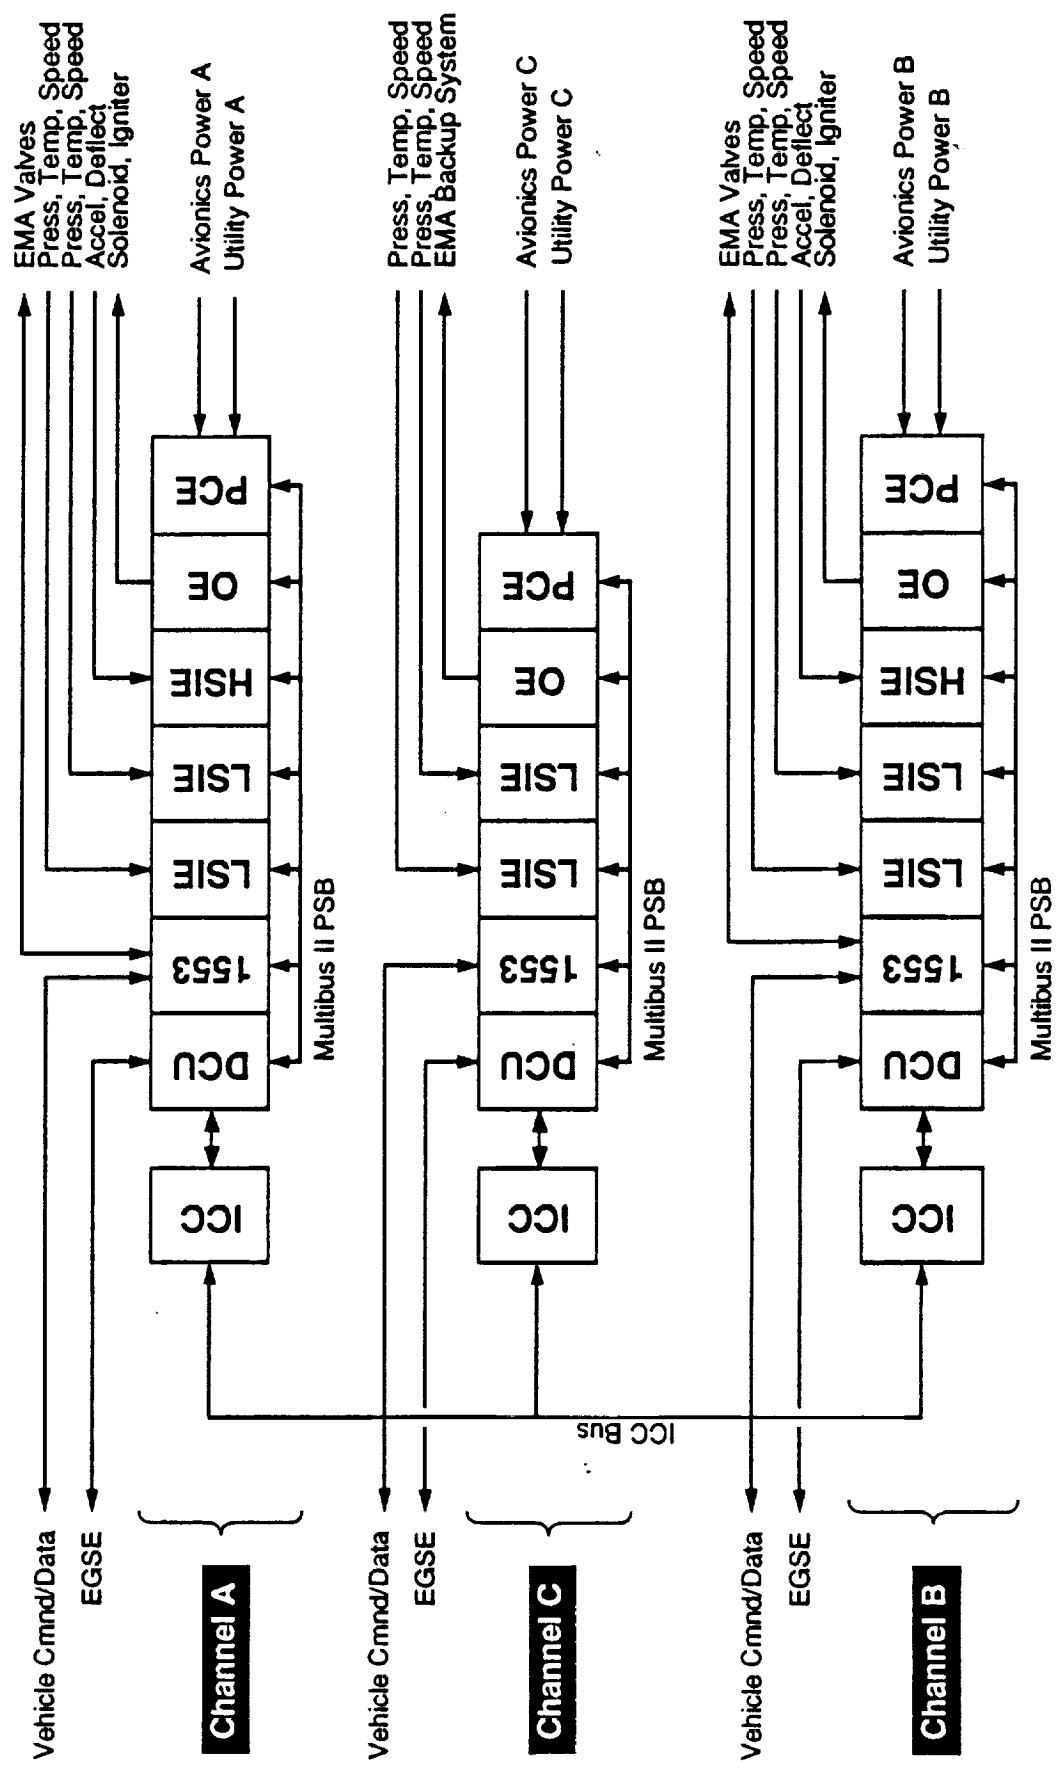 Vehicle Cmnd/Data
EGSE
Channel A
ICC
DCU
1553
LSIE
LSIE
HSIE
OE
PCE
Multibus II PSB
EMA Valves
Press, Temp, Speed
Press, Temp, Speed
Accel, Deflect
Solenoid, Igniter
Avionics Power A
Utility Power A
Vehicle Cmnd/Data
EGSE
Channel C
ICC
DCU
1553
LSIE
LSIE
OE
PCE
Multibus II PSB
Press, Temp, Speed
Press, Temp, Speed
EMA Backup System
Avionics Power C
Utility Power C
ICC Bus
Vehicle Cmnd/Data
EGSE
Channel B
ICC
DCU
1553
LSIE
LSIE
HSIE
OE
PCE
Multibus II PSB
EMA Valves
Press, Temp, Speed
Press, Temp, Speed
Accel, Deflect
Solenoid, Igniter
Avionics Power B
Utility Power B